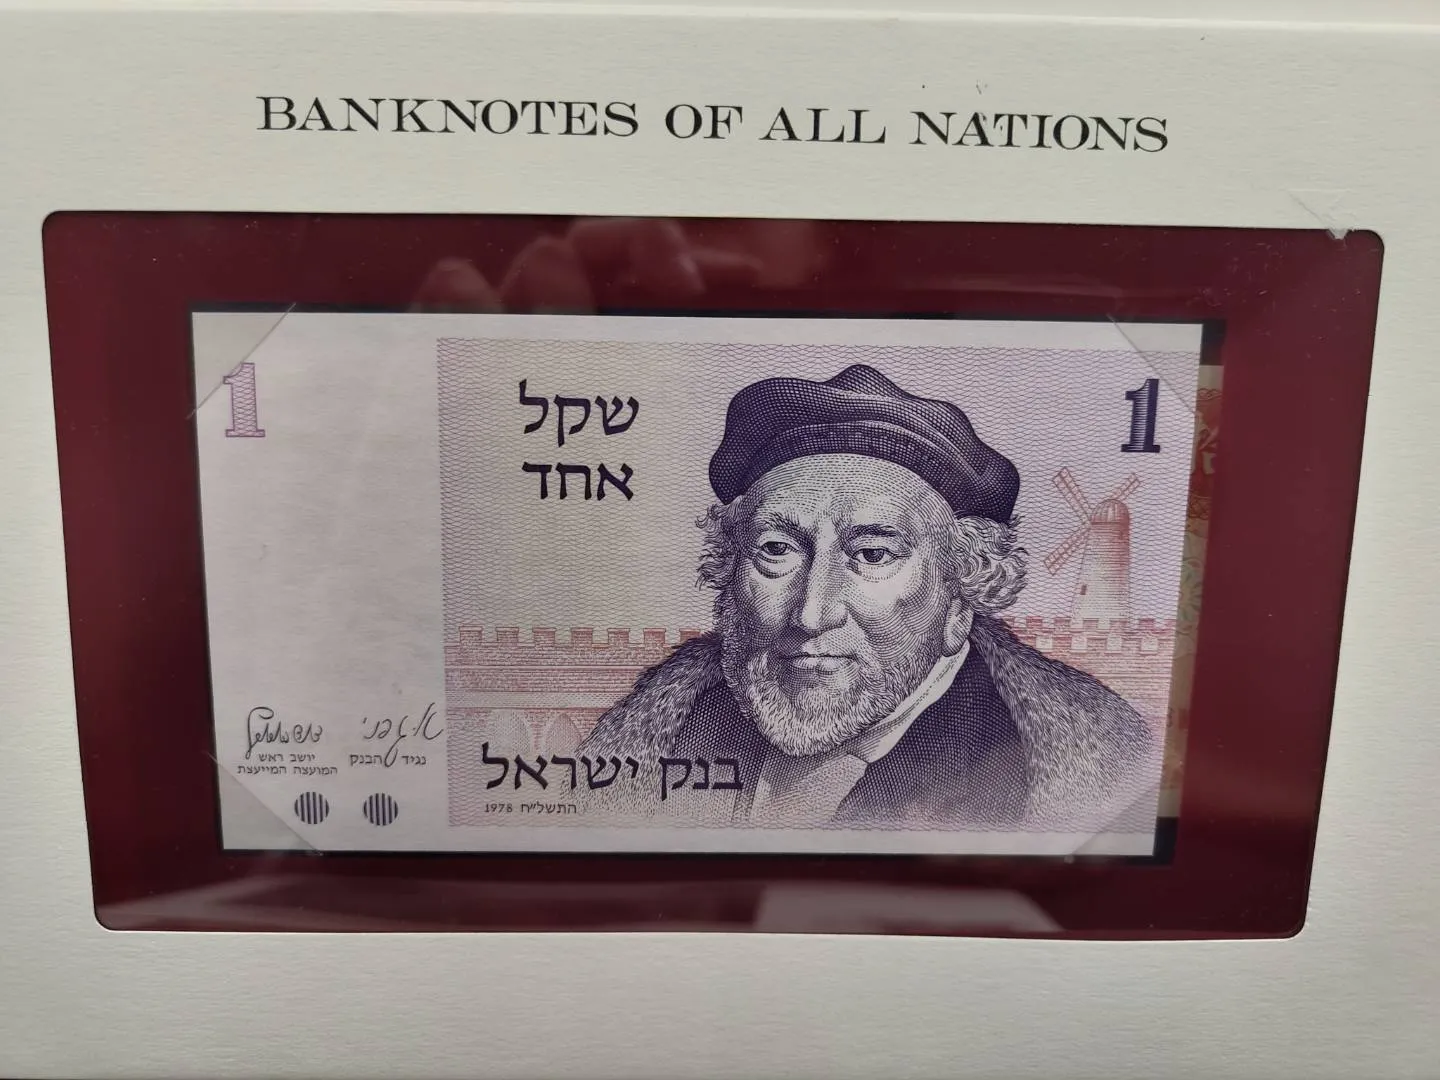 BANKNOTES OF ALL NATIONS
1
שקל
אחד
1
יושב ראש
המועצה המייעצת
נגיד הבנק
בנק ישראל
1978 התשל״ח